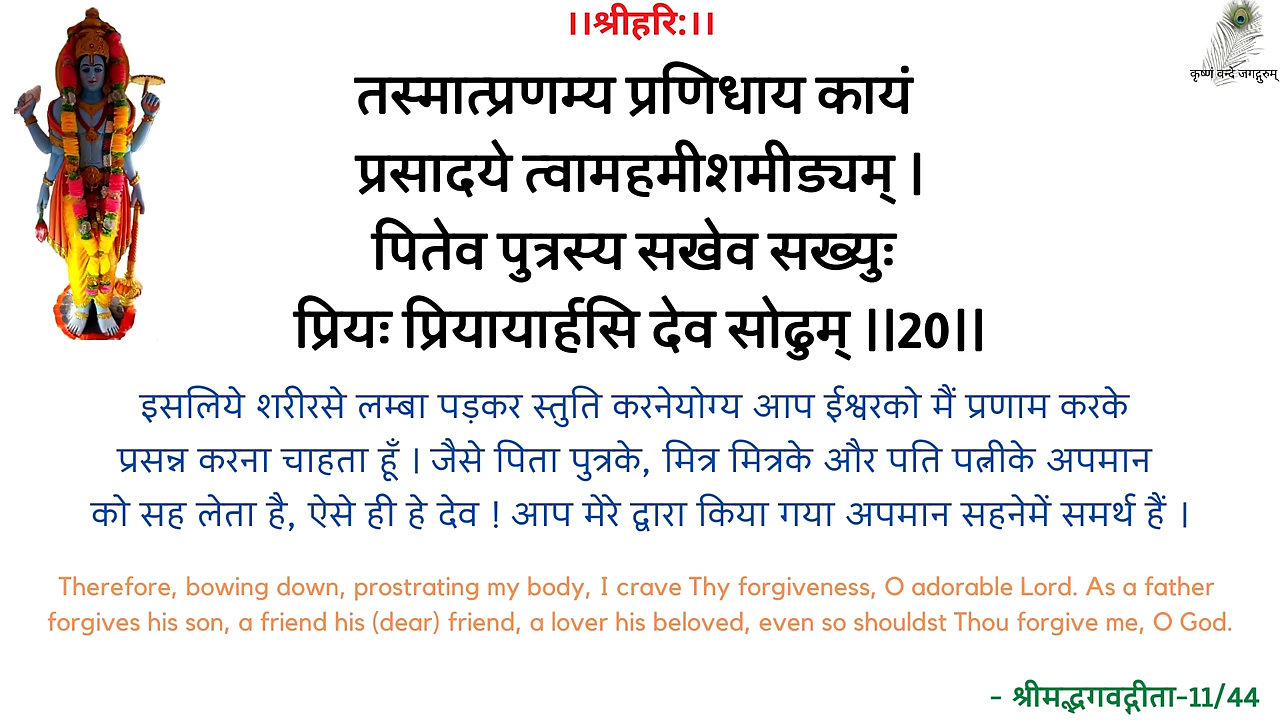 ।।श्रीहरि:।।
कृष्णं वन्दे जगद्गुरुम्
तस्मात्प्रणम्य प्रणिधाय कायं
प्रसादये त्वामहमीशमीड्यम् |
पितेव पुत्रस्य सखेव सख्युः
प्रियः प्रियायार्हसि देव सोढुम् ||20||
इसलिये शरीरसे लम्बा पड़कर स्तुति करनेयोग्य आप ईश्वरको मैं प्रणाम करके
प्रसन्न करना चाहता हूँ । जैसे पिता पुत्रके, मित्र मित्रके और पति पत्नीके अपमान
को सह लेता है, ऐसे ही हे देव ! आप मेरे द्वारा किया गया अपमान सहनेमें समर्थ हैं ।
Therefore, bowing down, prostrating my body, I crave Thy forgiveness, O adorable Lord. As a father
forgives his son, a friend his (dear) friend, a lover his beloved, even so shouldst Thou forgive me, O God.
- श्रीमद्भगवद्गीता-11/44